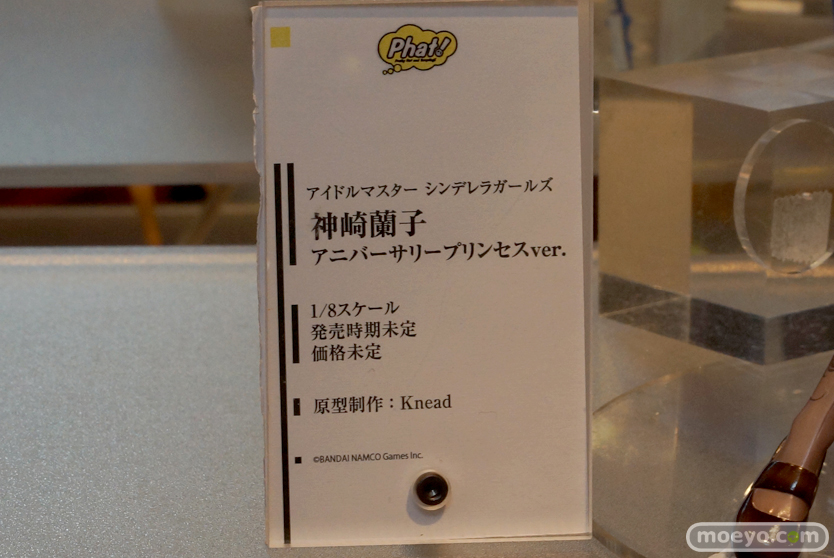 Phat!
アイドルマスター シンデレラガールズ
神崎蘭子
アニバーサリープリンセスver.
1/8スケール
発売時期未定
価格未定
原型制作：Knead
©BANDAI NAMCO Games Inc.
moeyo.com